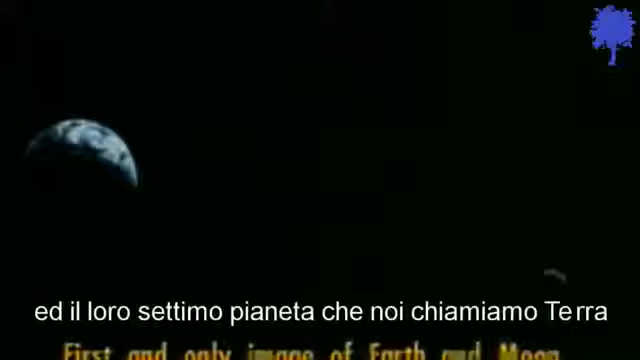 ed il loro settimo pianeta che noi chiamiamo Terra
First and only image of Earth and Moon